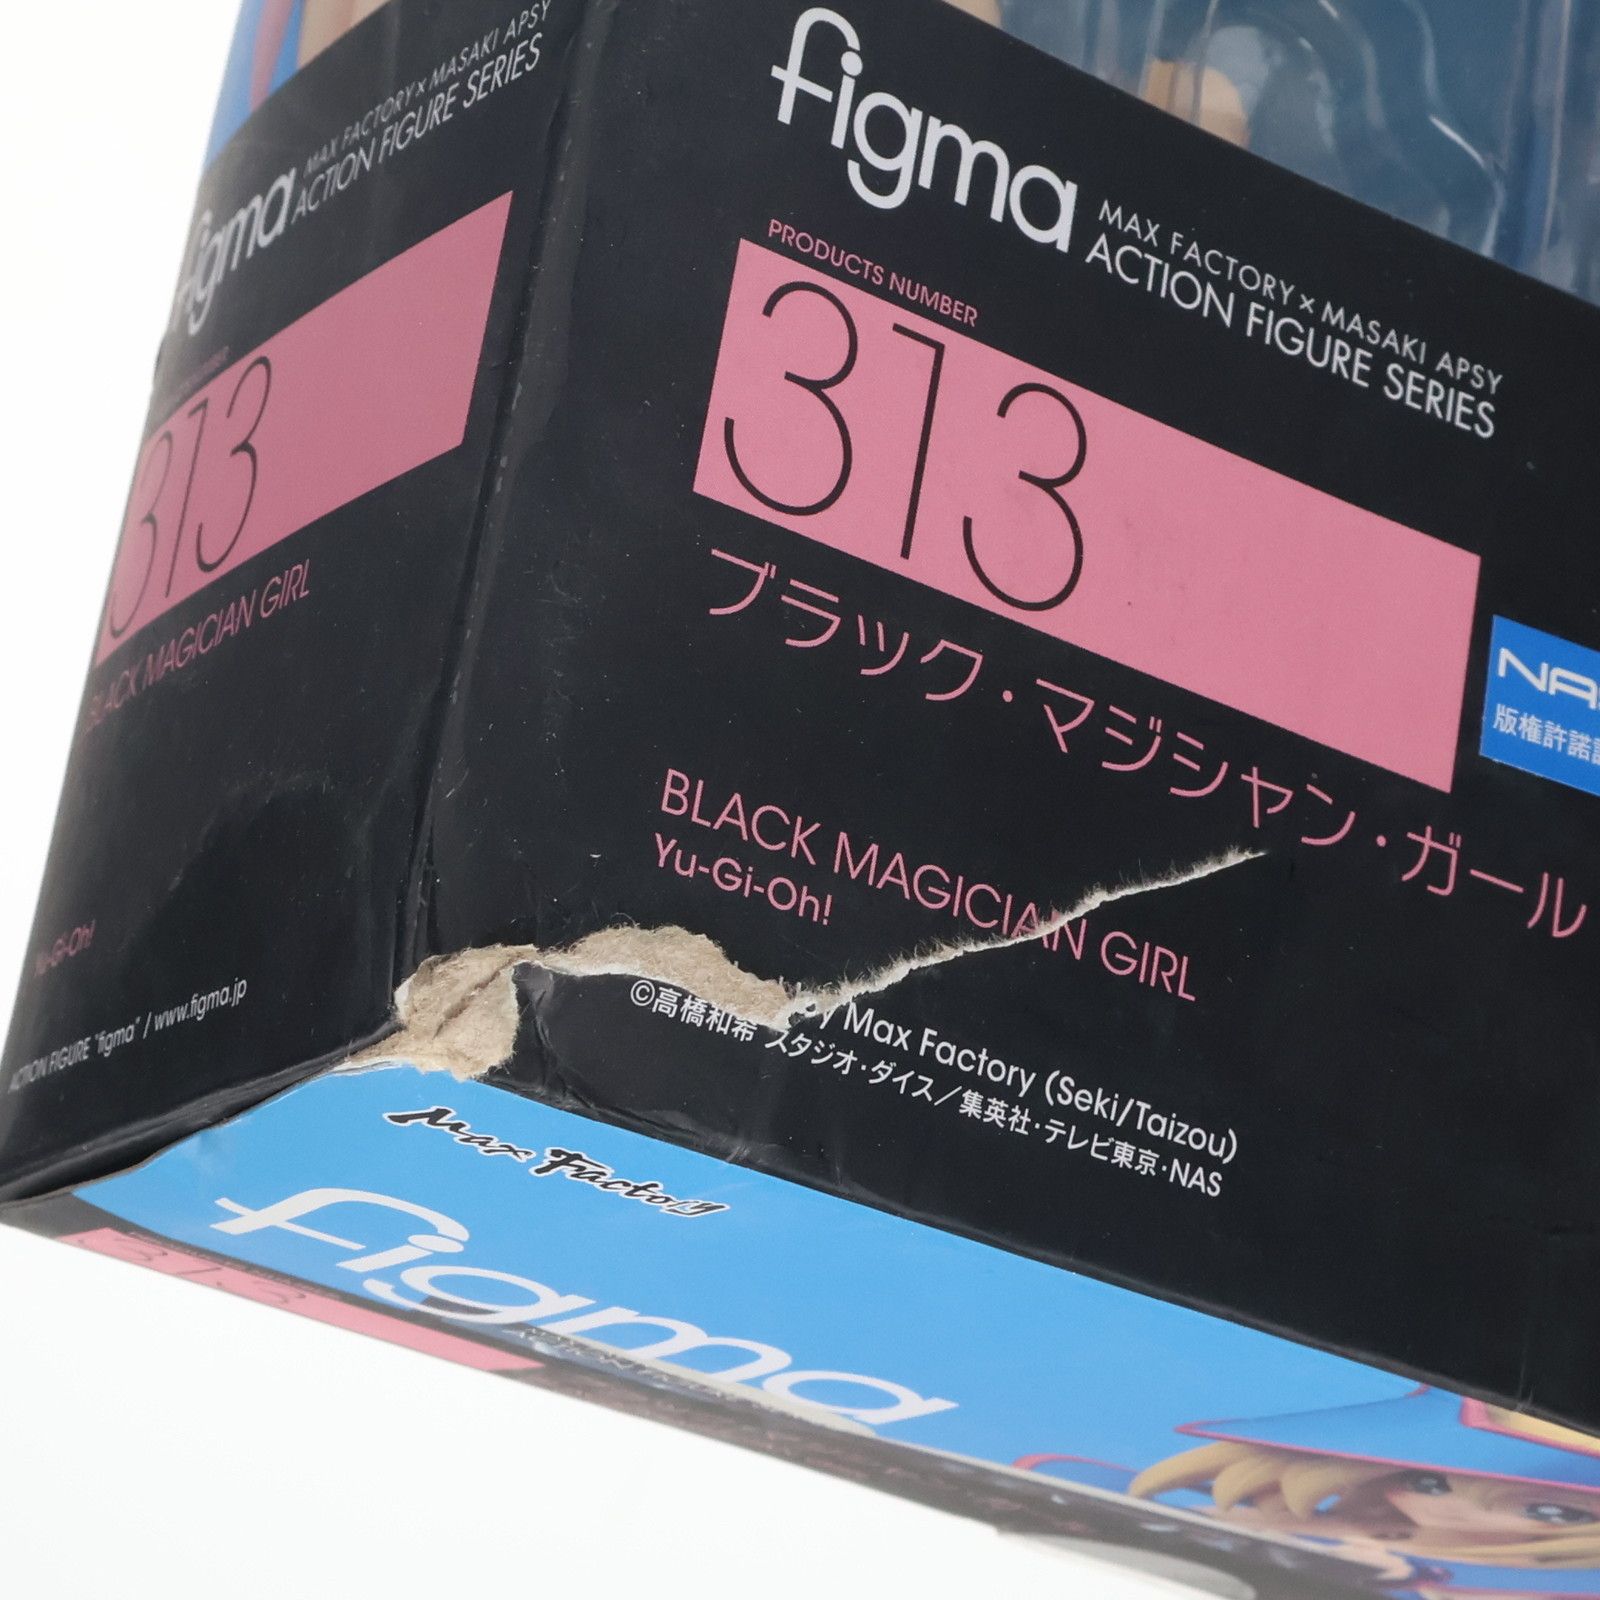 MAX FACTORY×MASAKI APSY
figma ACTION FIGURE SERIES
313
BLACK MAGICIAN GIRL
Yu-Gi-Oh!
ACTION FIGURE "figma" / www.figma.jp
figma
MAX FACTORY×MASAKI APSY
ACTION FIGURE SERIES
PRODUCTS NUMBER
313
ブラック・マジシャン・ガール
NAS
版権許諾
BLACK MAGICIAN GIRL
Yu-Gi-Oh!
by Max Factory (Seki/Taizou)
©高橋和希 スタジオ・ダイス／集英社・テレビ東京・NAS
Max Factory
figma
313